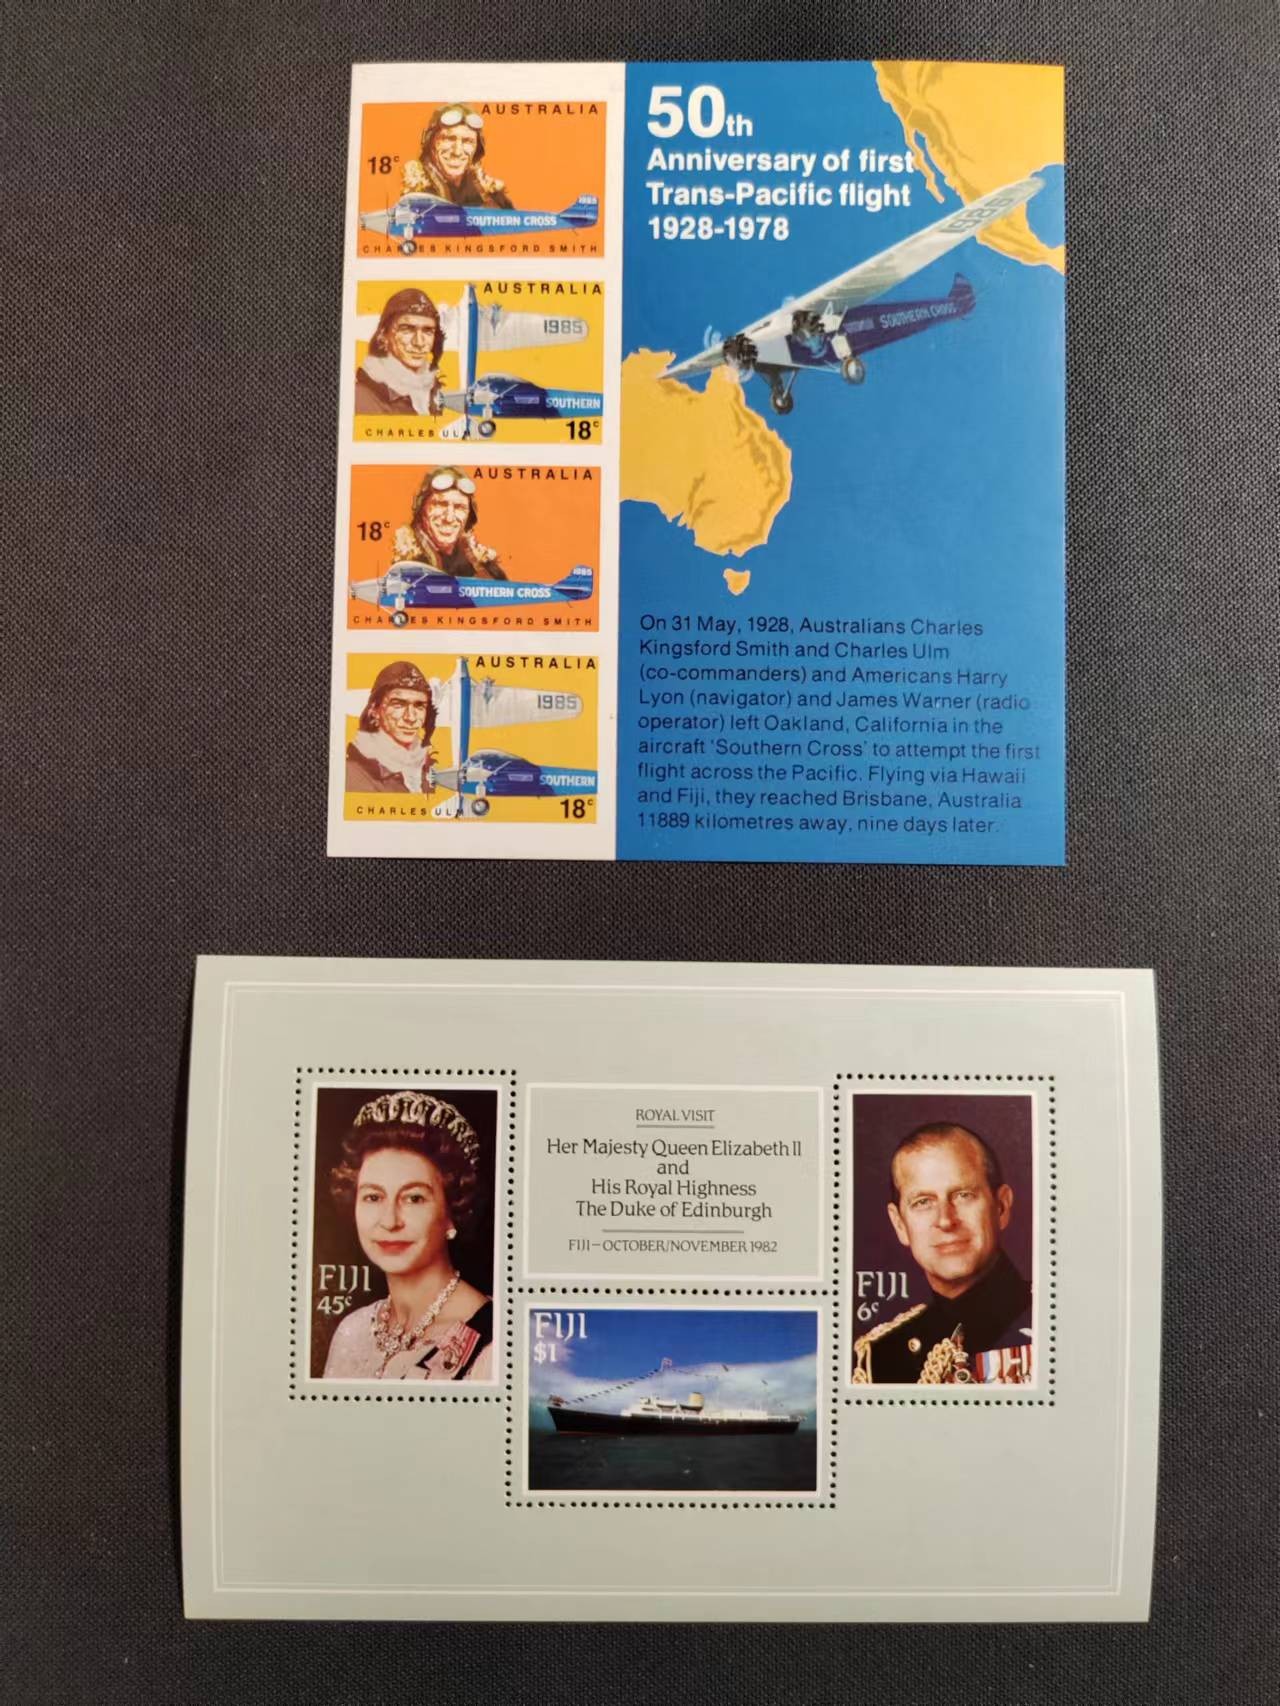 AUSTRALIA
18c
1985
SOUTHERN CROSS
CHARLES KINGSFORD SMITH
AUSTRALIA
1985
SOUTHERN
CHARLES ULM
18c
AUSTRALIA
18c
1985
SOUTHERN CROSS
CHARLES KINGSFORD SMITH
AUSTRALIA
1985
SOUTHERN
CHARLES ULM
18c
50th
Anniversary of first
Trans-Pacific flight
1928-1978
SOUTHERN CROSS
On 31 May, 1928, Australians Charles
Kingsford Smith and Charles Ulm
(co-commanders) and Americans Harry
Lyon (navigator) and James Warner (radio
operator) left Oakland, California in the
aircraft 'Southern Cross' to attempt the first
flight across the Pacific. Flying via Hawaii
and Fiji, they reached Brisbane, Australia
11889 kilometres away, nine days later.
FIJI
45c
ROYAL VISIT
Her Majesty Queen Elizabeth II
and
His Royal Highness
The Duke of Edinburgh
FIJI–OCTOBER/NOVEMBER 1982
FIJI
$1
FIJI
6c